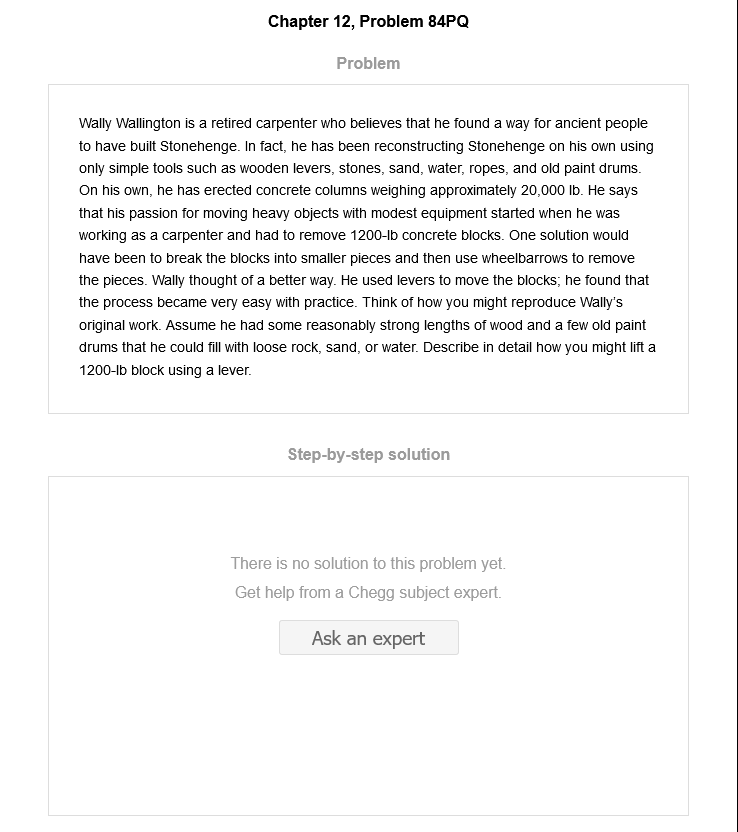 Chapter 12, Problem 84PQ
Problem
Wally Wallington is a retired carpenter who believes that he found a way for ancient people
to have built Stonehenge. In fact, he has been reconstructing Stonehenge on his own using
only simple tools such as wooden levers, stones, sand, water, ropes, and old paint drums.
On his own, he has erected concrete columns weighing approximately 20,000 lb. He says
that his passion for moving heavy objects with modest equipment started when he was
working as a carpenter and had to remove 1200-lb concrete blocks. One solution would
have been to break the blocks into smaller pieces and then use wheelbarrows to remove
the pieces. Wally thought of a better way. He used levers to move the blocks; he found that
the process became very easy with practice. Think of how you might reproduce Wally's
original work. Assume he had some reasonably strong lengths of wood and a few old paint
drums that he could fill with loose rock, sand, or water. Describe in detail how you might lift a
1200-lb block using a lever.
Step-by-step solution
There is no solution to this problem yet.
Get help from a Chegg subject expert.
Ask an expert